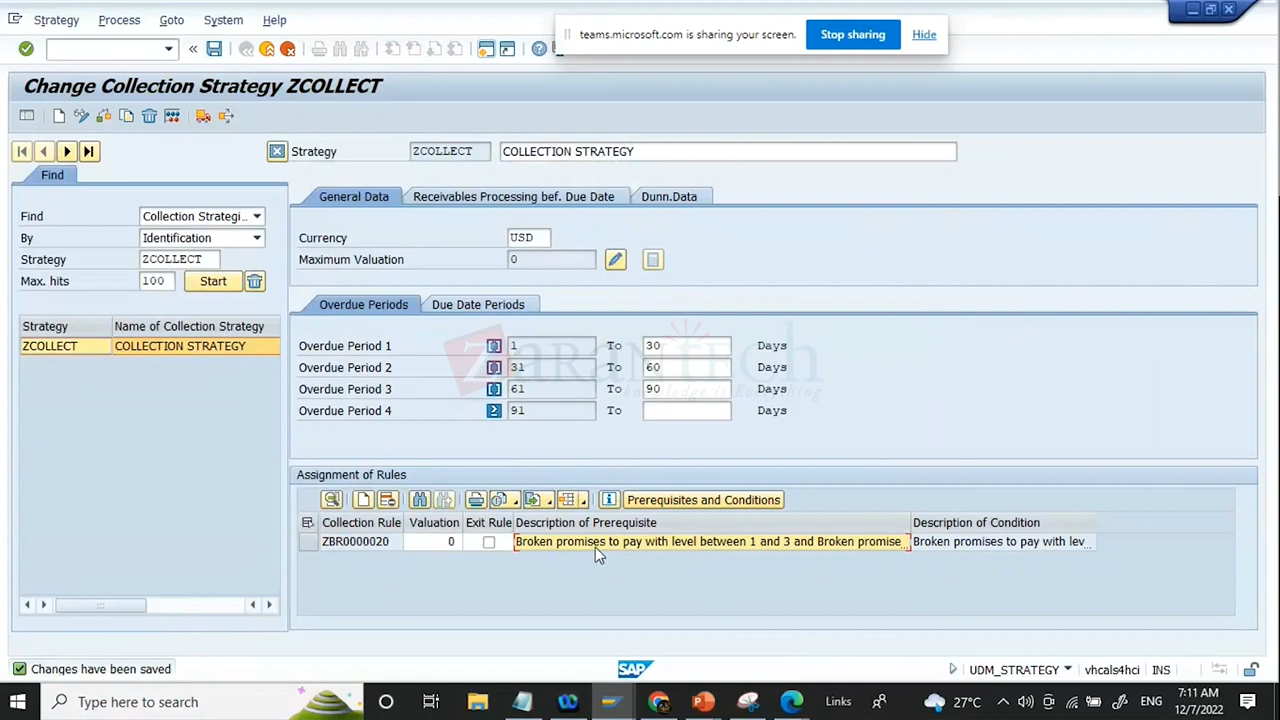 Strategy Process Goto System Help
teams.microsoft.com is sharing your screen. Stop sharing Hide
Change Collection Strategy ZCOLLECT
Strategy ZCOLLECT COLLECTION STRATEGY
Find
General Data Receivables Processing bef. Due Date Dunn.Data
Find Collection Strategi...
By Identification
Strategy ZCOLLECT
Max. hits 100 Start
Currency USD
Maximum Valuation 0
Overdue Periods Due Date Periods
Strategy Name of Collection Strategy
ZCOLLECT COLLECTION STRATEGY
Overdue Period 1 1 To 30 Days
Overdue Period 2 31 To 60 Days
Overdue Period 3 61 To 90 Days
Overdue Period 4 91 To Days
ZaranTech
knowledge is Everything
Assignment of Rules
Prerequisites and Conditions
Collection Rule Valuation Exit Rule Description of Prerequisite Description of Condition
ZBR0000020 0 Broken promises to pay with level between 1 and 3 and Broken promise... Broken promises to pay with lev...
Changes have been saved SAP UDM_STRATEGY vhcals4hci INS
Type here to search Links 27°C ENG 7:11 AM
12/7/2022